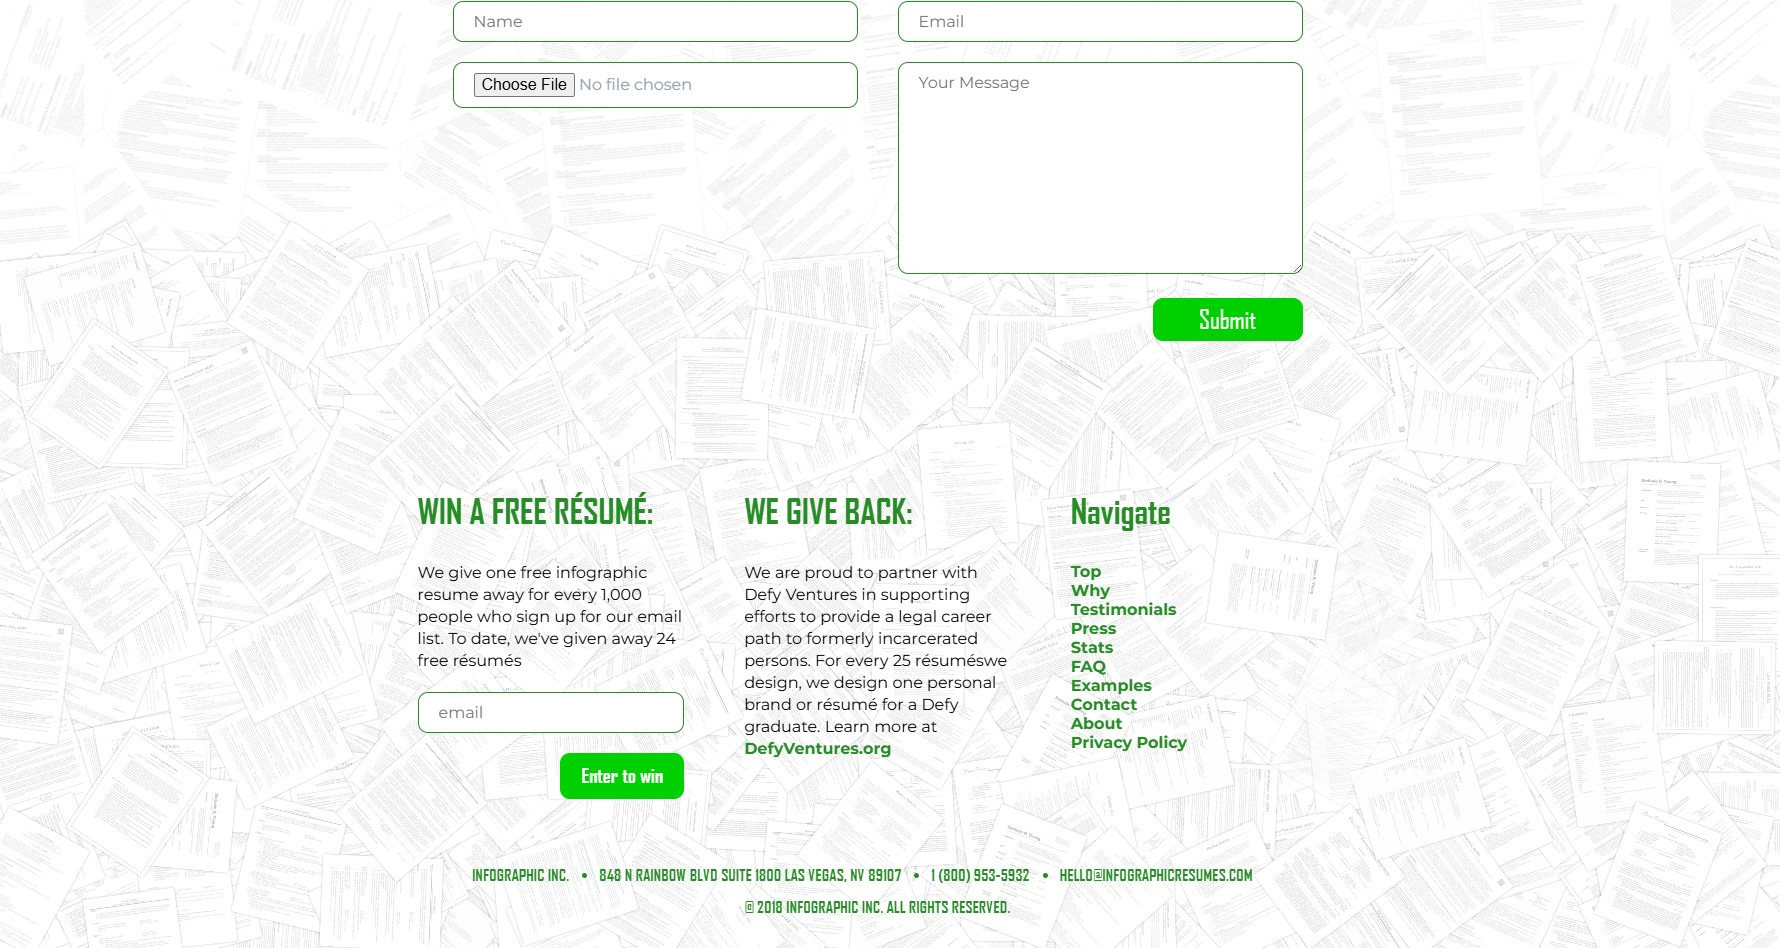 Name
Email
Choose File No file chosen
Your Message
Submit
WIN A FREE RÉSUMÉ:
We give one free infographic
resume away for every 1,000
people who sign up for our email
list. To date, we've given away 24
free résumés
email
Enter to win
WE GIVE BACK:
We are proud to partner with
Defy Ventures in supporting
efforts to provide a legal career
path to formerly incarcerated
persons. For every 25 résuméswe
design, we design one personal
brand or résumé for a Defy
graduate. Learn more at
DefyVentures.org
Navigate
Top
Why
Testimonials
Press
Stats
FAQ
Examples
Contact
About
Privacy Policy
INFOGRAPHIC INC. • 848 N RAINBOW BLVD SUITE 1800 LAS VEGAS, NV 89107 • 1 (800) 953-5932 • HELLO@INFOGRAPHICRESUMES.COM
© 2018 INFOGRAPHIC INC. ALL RIGHTS RESERVED.